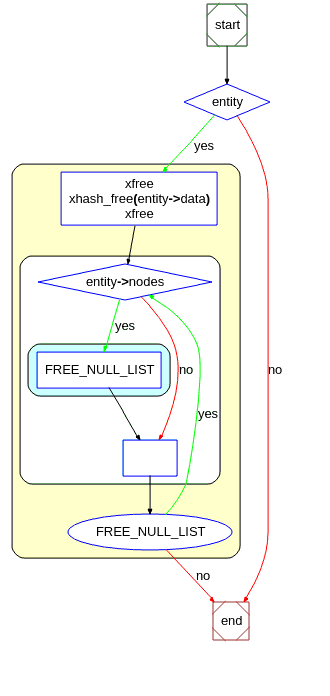 start
entity
yes
xfree
xhash_free(entity->data)
xfree
entity->nodes
yes
FREE_NULL_LIST
no
no
yes
FREE_NULL_LIST
no
end